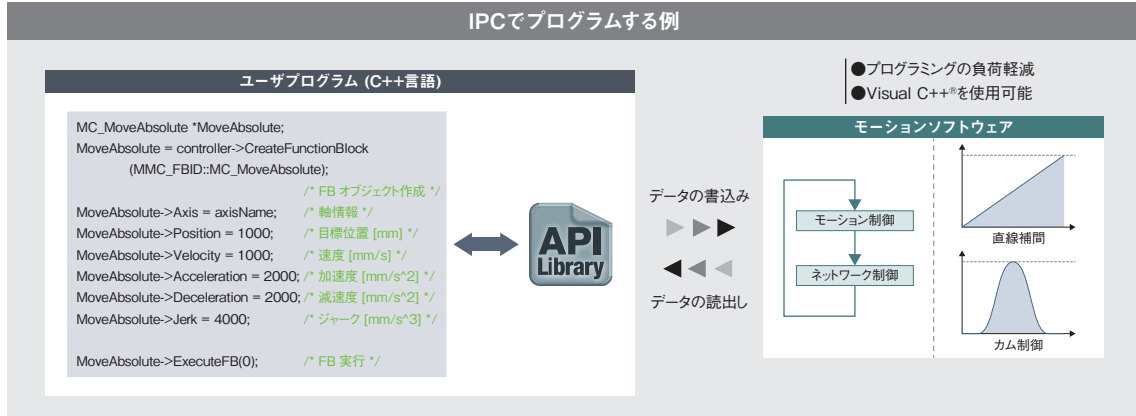 IPCでプログラムする例
ユーザプログラム (C++言語)
MC_MoveAbsolute *MoveAbsolute;
MoveAbsolute = controller->CreateFunctionBlock
(MMC_FBID::MC_MoveAbsolute);
/* FB オブジェクト作成 */
MoveAbsolute->Axis = axisName; /* 軸情報 */
MoveAbsolute->Position = 1000; /* 目標位置 [mm] */
MoveAbsolute->Velocity = 1000; /* 速度 [mm/s] */
MoveAbsolute->Acceleration = 2000; /* 加速度 [mm/s^2] */
MoveAbsolute->Deceleration = 2000; /* 減速度 [mm/s^2] */
MoveAbsolute->Jerk = 4000; /* ジャーク [mm/s^3] */
MoveAbsolute->ExecuteFB(0); /* FB 実行 */
API
Library
データの書込み
データの読出し
●プログラミングの負荷軽減
●Visual C++®を使用可能
モーションソフトウェア
モーション制御
ネットワーク制御
直線補間
カム制御